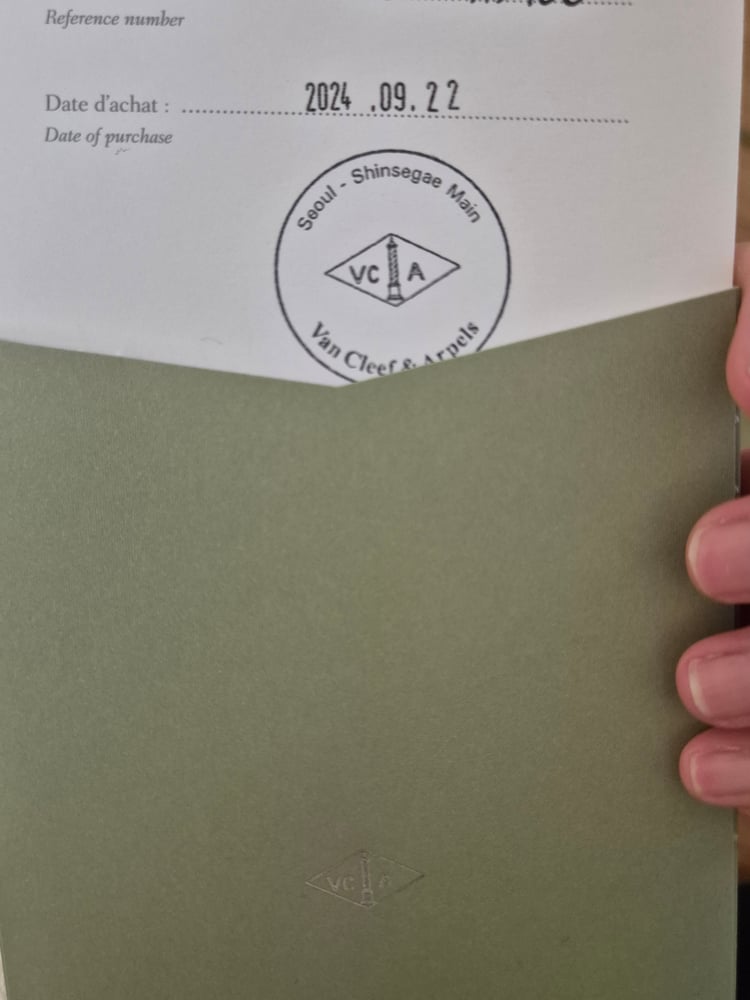 Reference number
Date d'achat : 2024 .09.22
Date of purchase
Seoul - Shinsegae Main
VC A
Van Cleef & Arpels
VC A